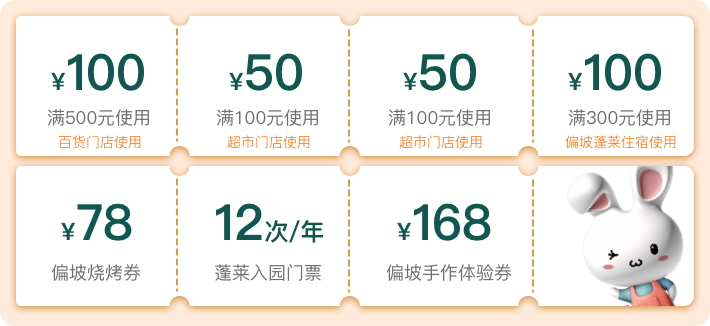 ¥100
满500元使用
百货门店使用
¥50
满100元使用
超市门店使用
¥50
满100元使用
超市门店使用
¥100
满300元使用
偏坡蓬莱住宿使用
¥78
偏坡烧烤券
12次/年
蓬莱入园门票
¥168
偏坡手作体验券